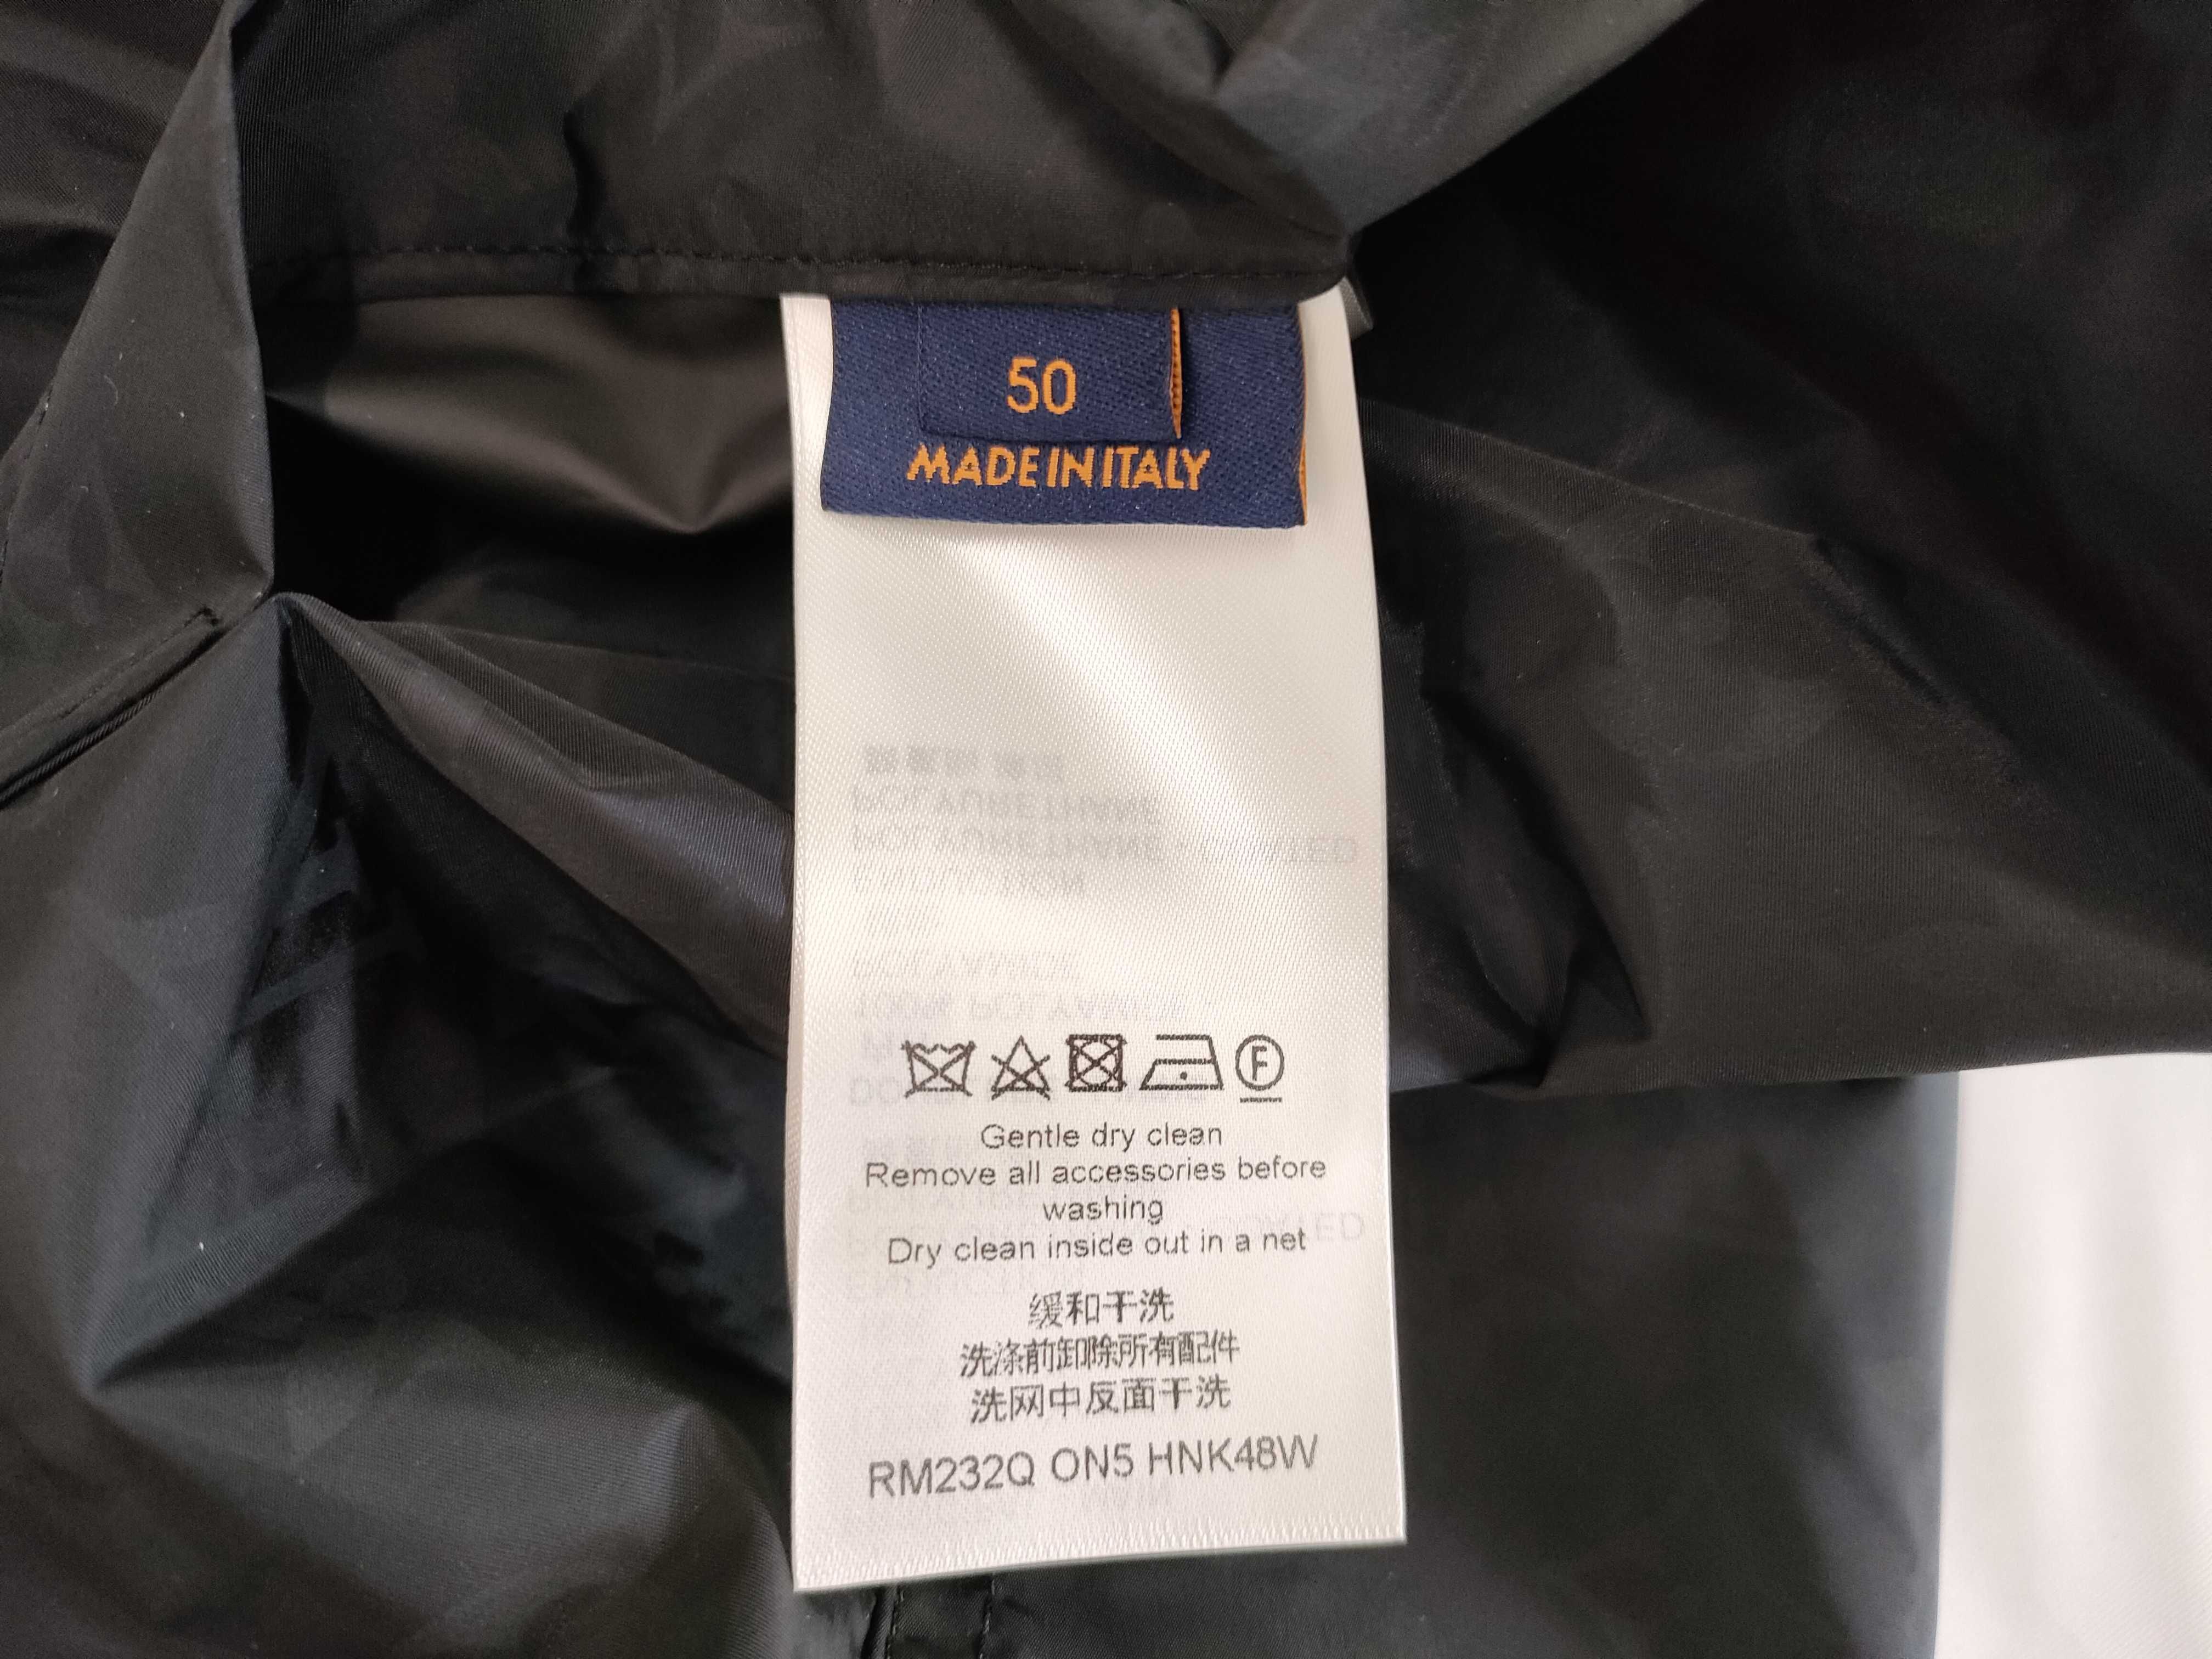 50
MADE IN ITALY
F
Gentle dry clean
Remove all accessories before
washing
Dry clean inside out in a net
缓和干洗
洗涤前卸除所有配件
洗网中反面干洗
RM232Q ON5 HNK48W